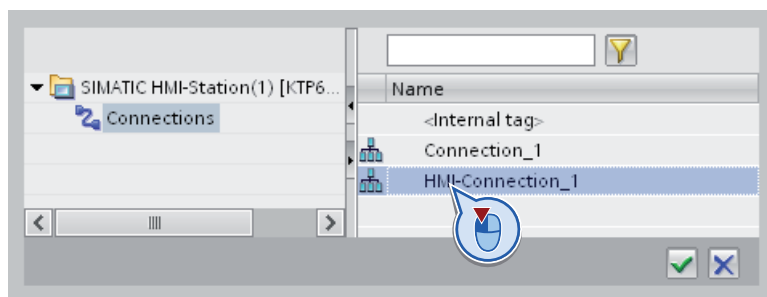 SIMATIC HMI-Station(1) [KTP6...
Connections
Name
<Internal tag>
Connection_1
HMI-Connection_1